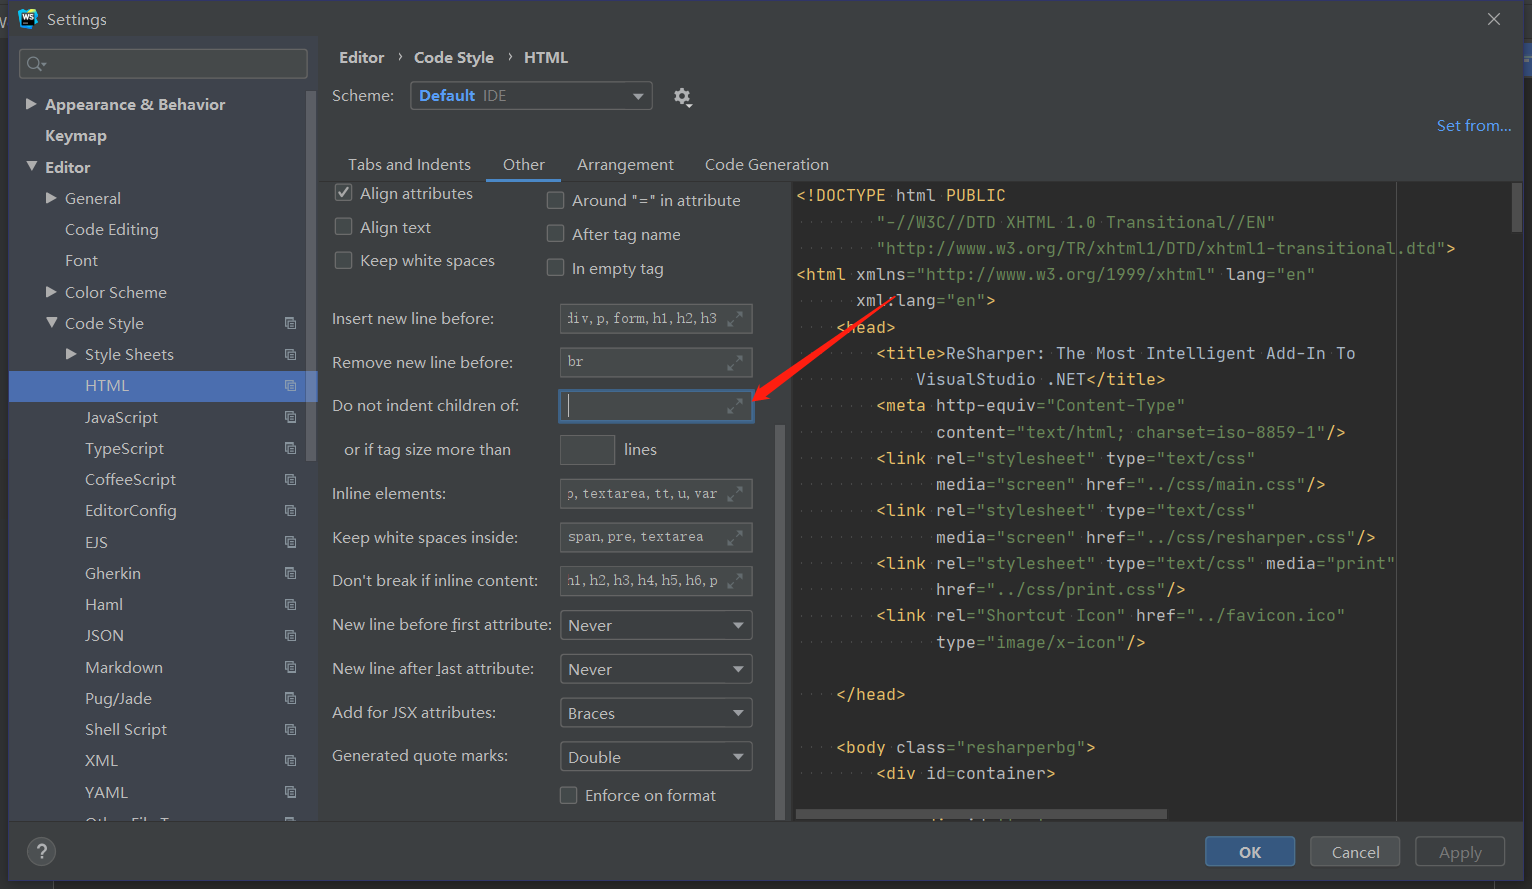 Settings
Editor › Code Style › HTML
Scheme: Default IDE
Set from...
Appearance & Behavior
Keymap
Editor
General
Code Editing
Font
Color Scheme
Code Style
Style Sheets
HTML
JavaScript
TypeScript
CoffeeScript
EditorConfig
EJS
Gherkin
Haml
JSON
Markdown
Pug/Jade
Shell Script
XML
YAML
Tabs and Indents Other Arrangement Code Generation
Align attributes
Align text
Keep white spaces
Around "=" in attribute
After tag name
In empty tag
Insert new line before: div, p, form, h1, h2, h3
Remove new line before: br
Do not indent children of:
or if tag size more than lines
Inline elements: p, textarea, tt, u, var
Keep white spaces inside: span, pre, textarea
Don't break if inline content: h1, h2, h3, h4, h5, h6, p
New line before first attribute: Never
New line after last attribute: Never
Add for JSX attributes: Braces
Generated quote marks: Double
Enforce on format
<!DOCTYPE html PUBLIC
"-//W3C//DTD XHTML 1.0 Transitional//EN"
"http://www.w3.org/TR/xhtml1/DTD/xhtml1-transitional.dtd">
<html xmlns="http://www.w3.org/1999/xhtml" lang="en"
xml:lang="en">
<head>
<title>ReSharper: The Most Intelligent Add-In To
VisualStudio .NET</title>
<meta http-equiv="Content-Type"
content="text/html; charset=iso-8859-1"/>
<link rel="stylesheet" type="text/css"
media="screen" href="../css/main.css"/>
<link rel="stylesheet" type="text/css"
media="screen" href="../css/resharper.css"/>
<link rel="stylesheet" type="text/css" media="print"
href="../css/print.css"/>
<link rel="Shortcut Icon" href="../favicon.ico"
type="image/x-icon"/>
</head>
<body class="resharperbg">
<div id=container>
?
OK Cancel Apply